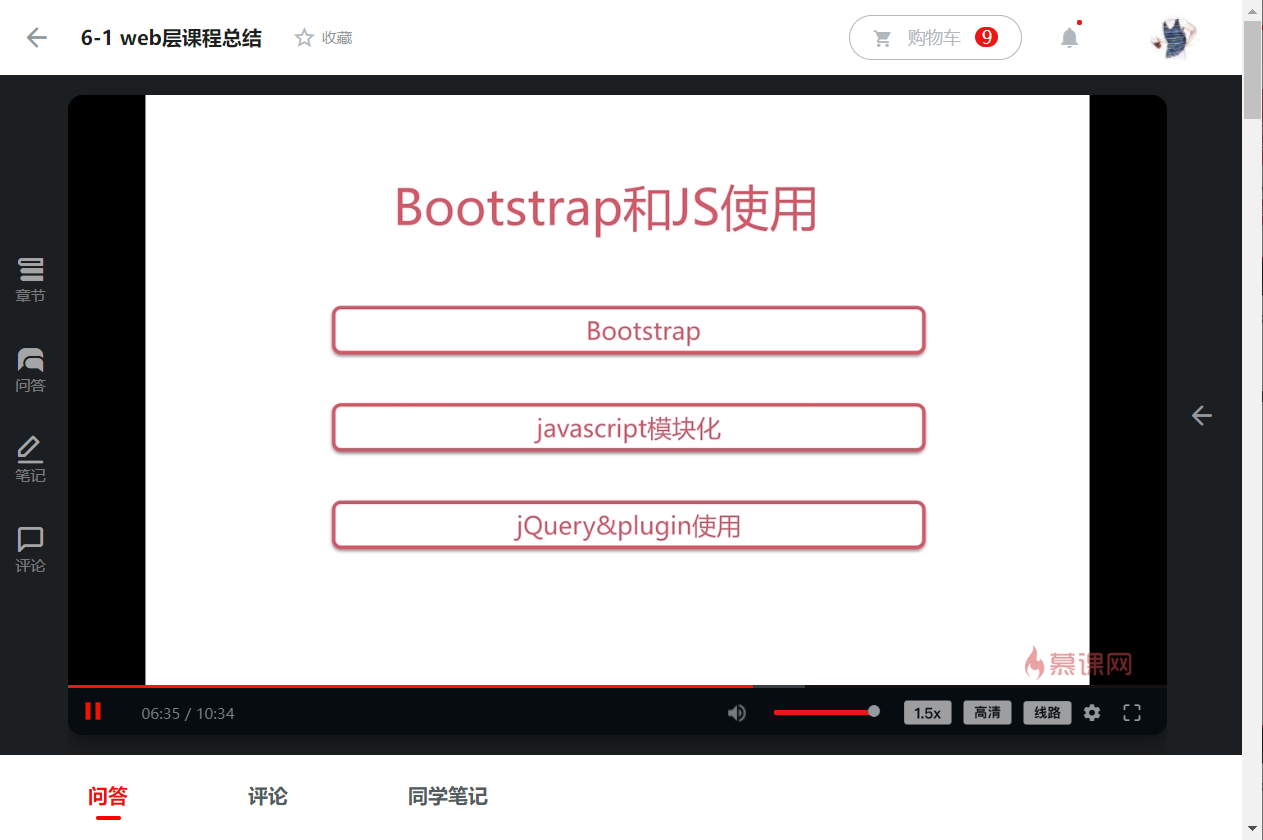 6-1 web层课程总结
收藏
购物车
9
Bootstrap和JS使用
Bootstrap
javascript模块化
jQuery&plugin使用
章节
问答
笔记
评论
慕课网
06:35 / 10:34
1.5x
高清
线路
问答
评论
同学笔记